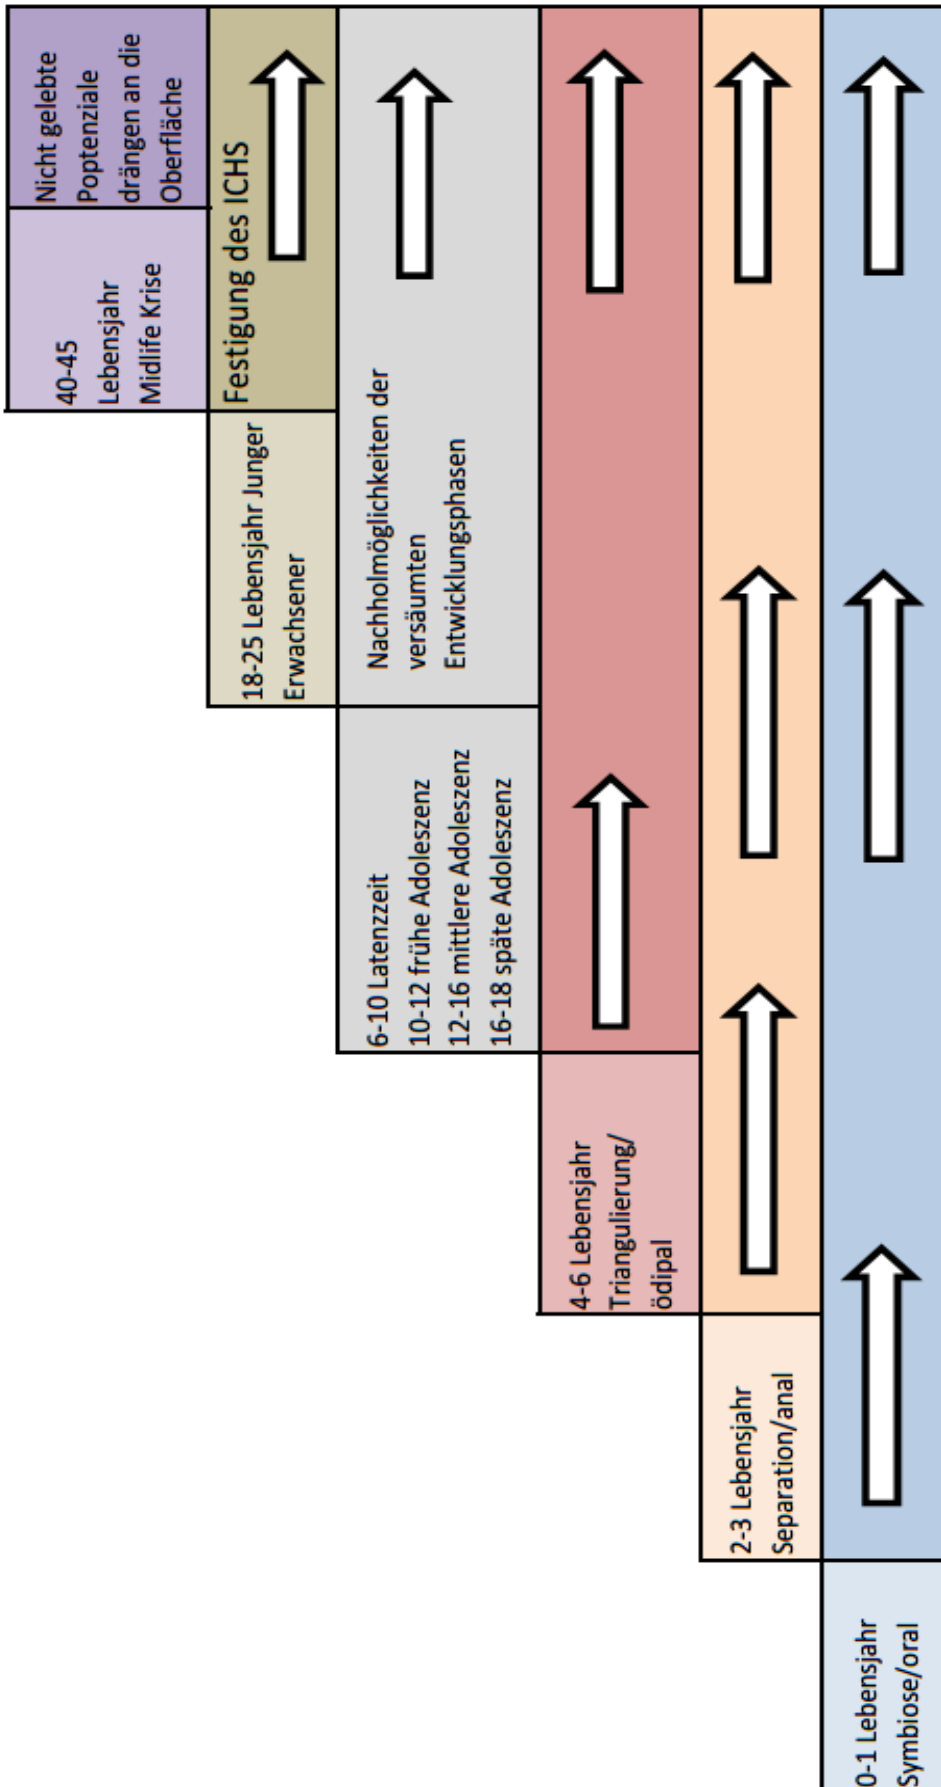 Nicht gelebte
Poptenziale
drängen an die
Oberfläche
40-45
Lebensjahr
Midlife Krise
Festigung des ICHS
18-25 Lebensjahr Junger
Erwachsener
Nachholmöglichkeiten der
versäumten
Entwicklungsphasen
6-10 Latenzzeit
10-12 frühe Adoleszenz
12-16 mittlere Adoleszenz
16-18 späte Adoleszenz
4-6 Lebensjahr
Triangulierung/
ödipal
2-3 Lebensjahr
Separation/anal
0-1 Lebensjahr
Symbiose/oral